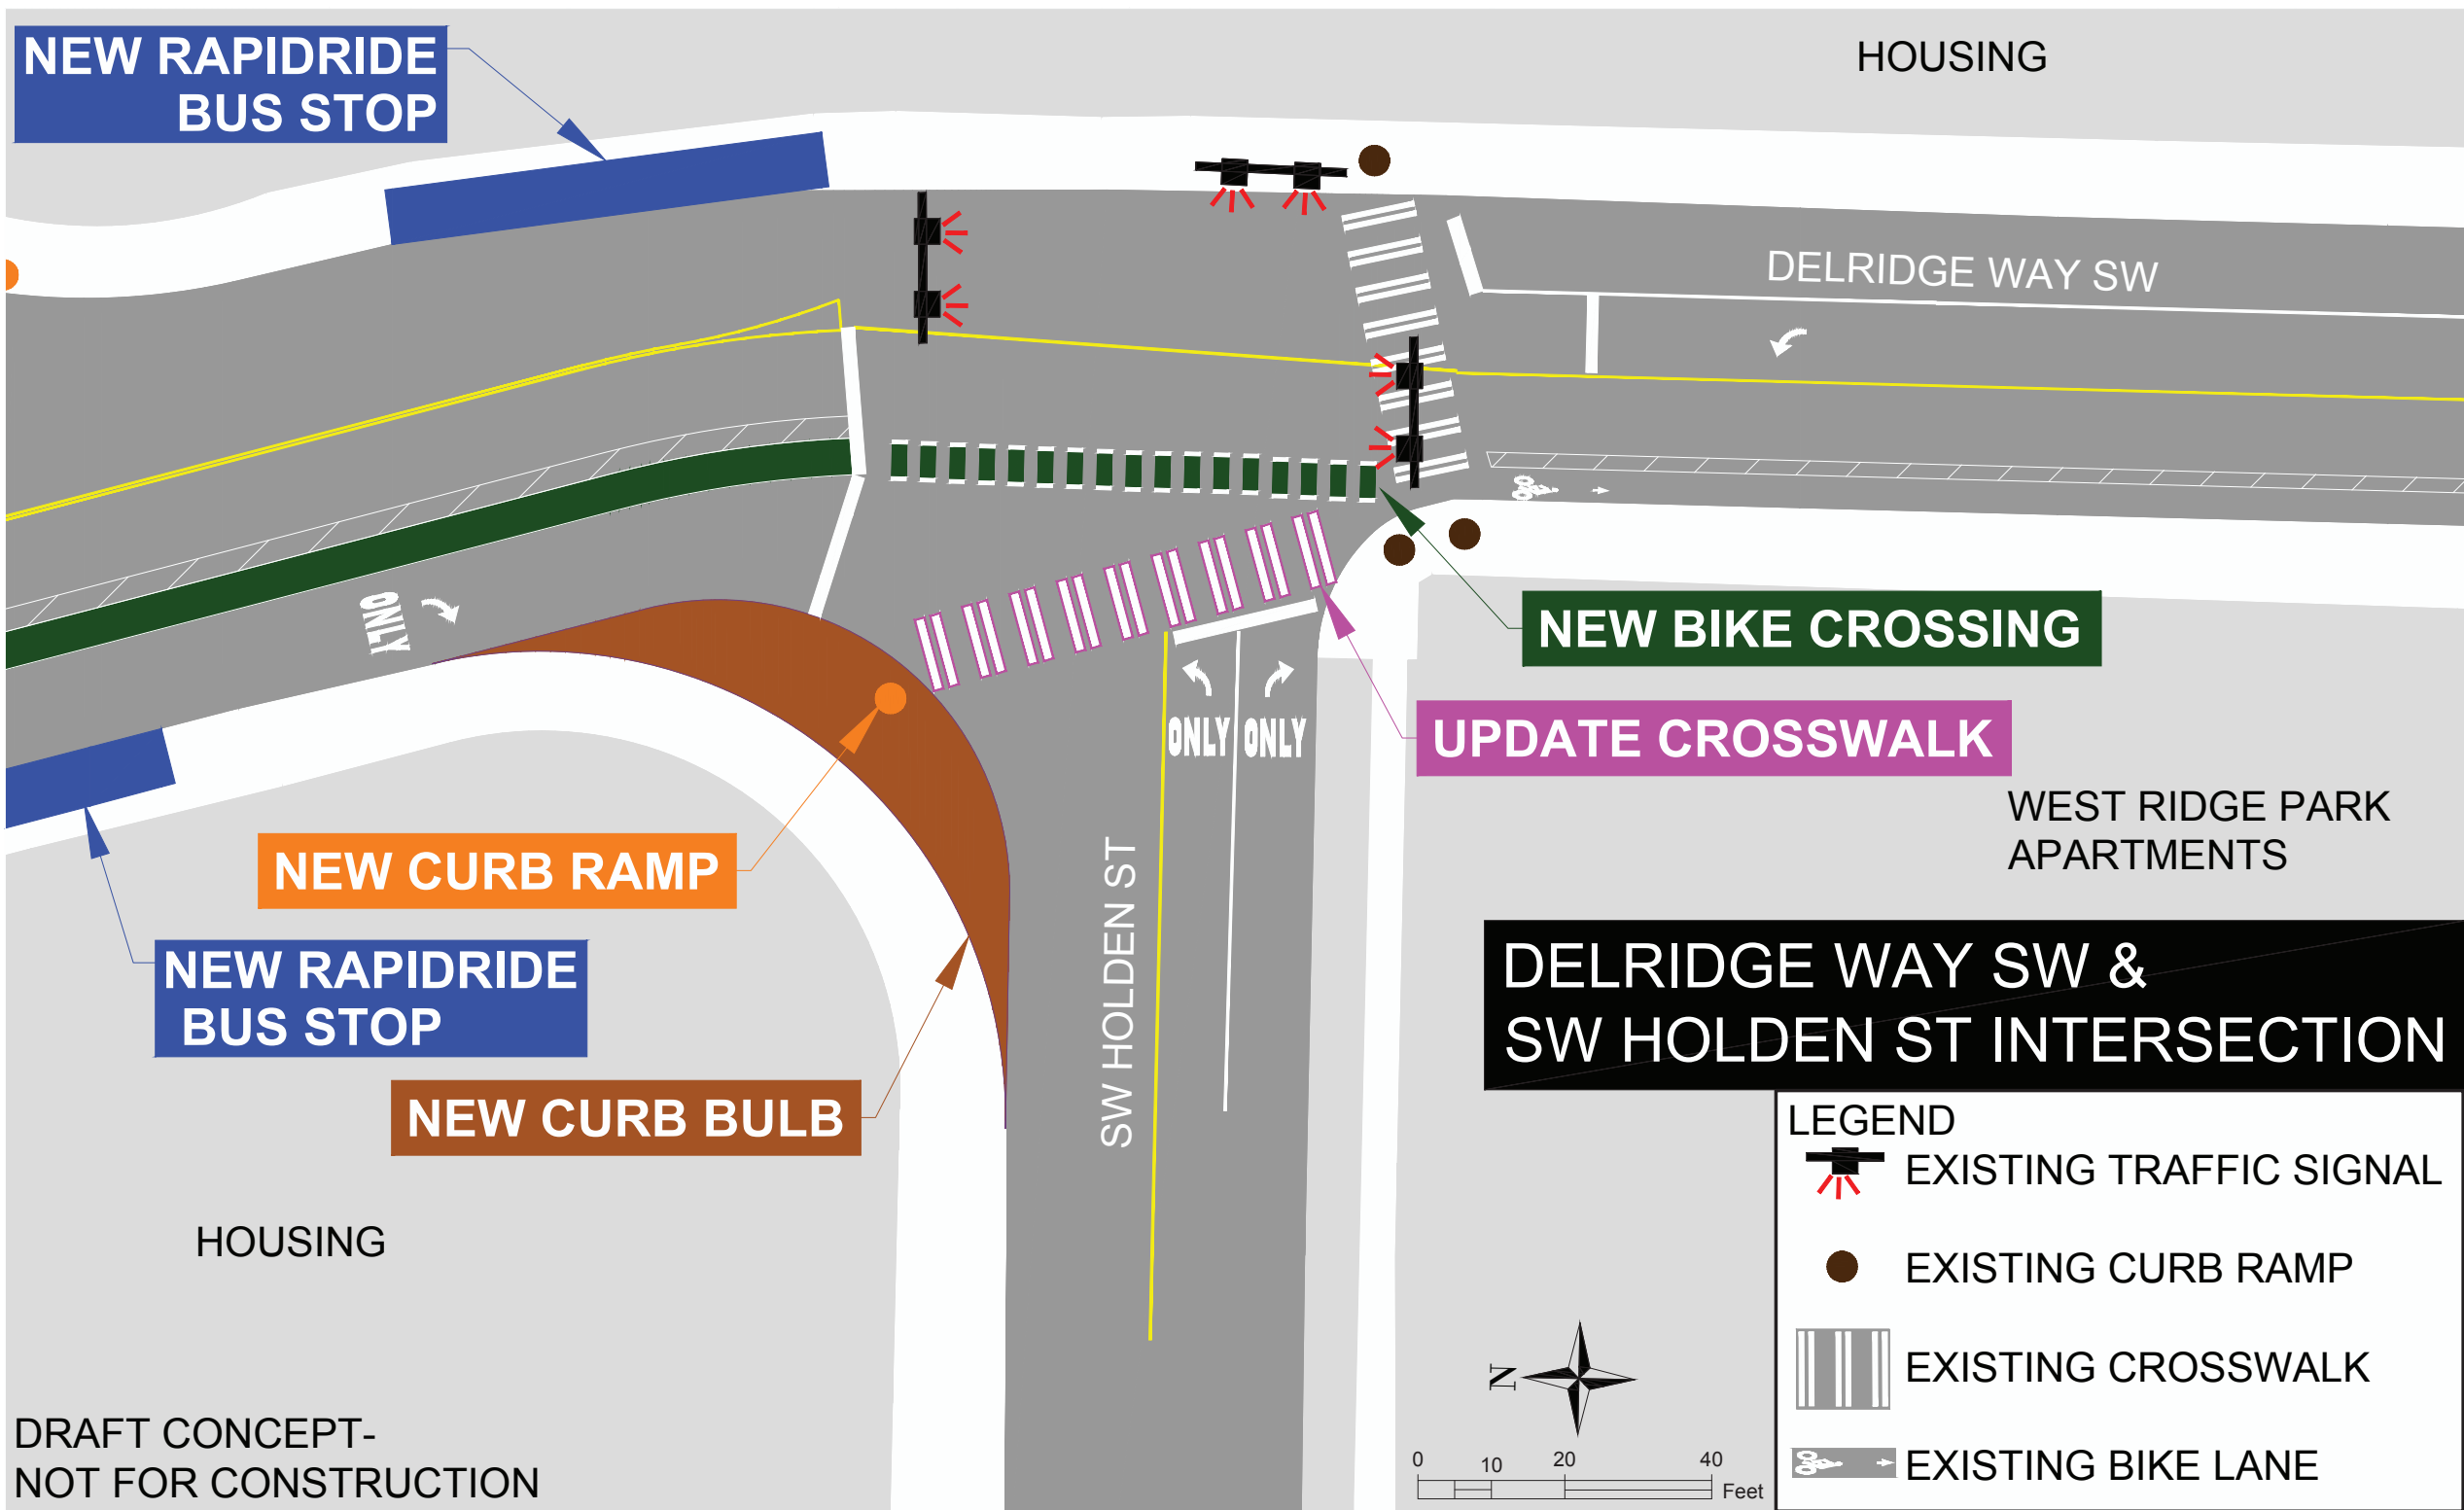 NEW RAPIDRIDE
BUS STOP
HOUSING
DELRIDGE WAY SW
ONLY
NEW BIKE CROSSING
UPDATE CROSSWALK
ONLY ONLY
WEST RIDGE PARK
APARTMENTS
NEW CURB RAMP
SW HOLDEN ST
NEW RAPIDRIDE
BUS STOP
DELRIDGE WAY SW &
SW HOLDEN ST INTERSECTION
NEW CURB BULB
LEGEND
EXISTING TRAFFIC SIGNAL
HOUSING
EXISTING CURB RAMP
N
EXISTING CROSSWALK
DRAFT CONCEPT-
NOT FOR CONSTRUCTION
0 10 20 40
Feet
EXISTING BIKE LANE